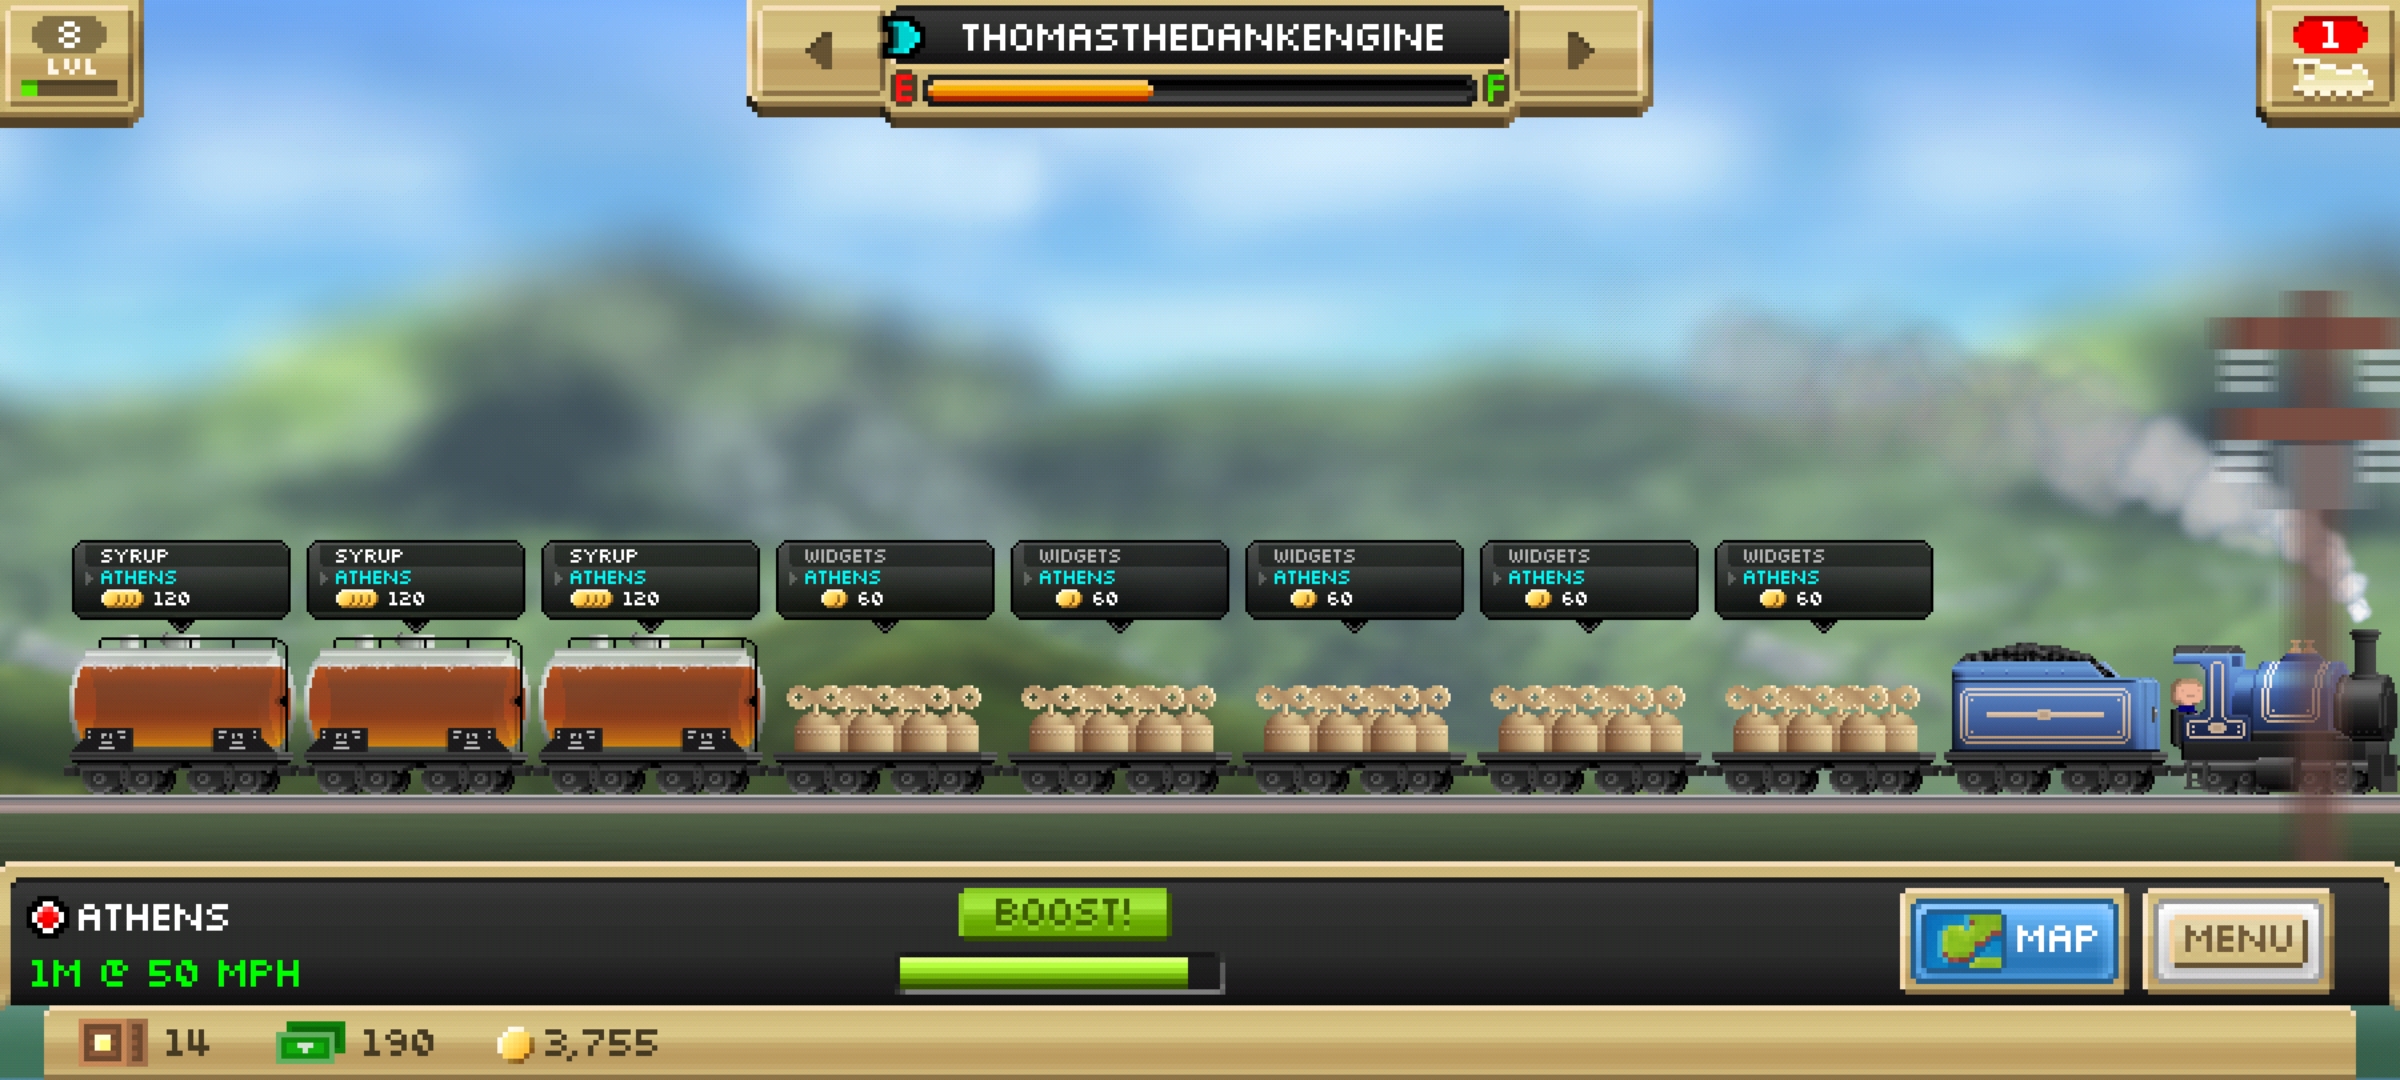 8
LVL
THOMASTHEDANKENGINE
E F
1
SYRUP
ATHENS
120
SYRUP
ATHENS
120
SYRUP
ATHENS
120
WIDGETS
ATHENS
60
WIDGETS
ATHENS
60
WIDGETS
ATHENS
60
WIDGETS
ATHENS
60
WIDGETS
ATHENS
60
ATHENS
1M @ 50 MPH
BOOST!
MAP
MENU
14
190
3,755